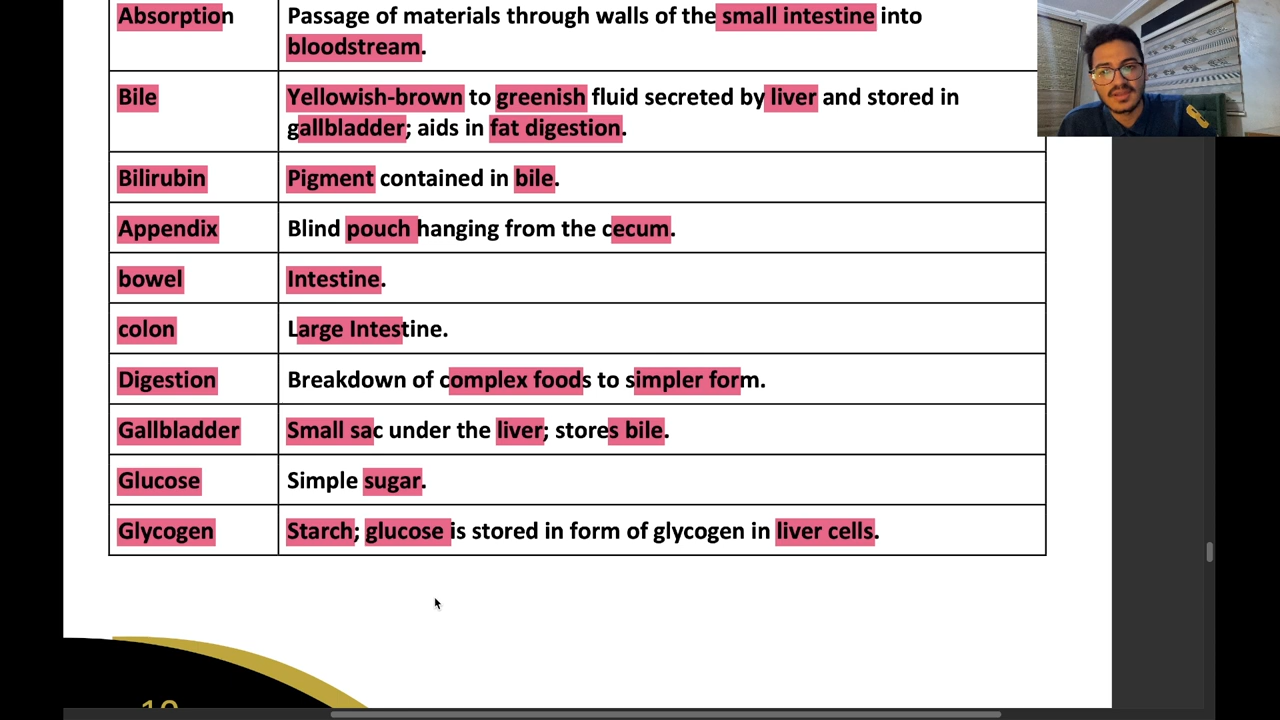 Absorption
Passage of materials through walls of the small intestine into
bloodstream.
Bile
Yellowish-brown to greenish fluid secreted by liver and stored in
gallbladder; aids in fat digestion.
Bilirubin
Pigment contained in bile.
Appendix
Blind pouch hanging from the cecum.
bowel
Intestine.
colon
Large Intestine.
Digestion
Breakdown of complex foods to simpler form.
Gallbladder
Small sac under the liver; stores bile.
Glucose
Simple sugar.
Glycogen
Starch; glucose is stored in form of glycogen in liver cells.